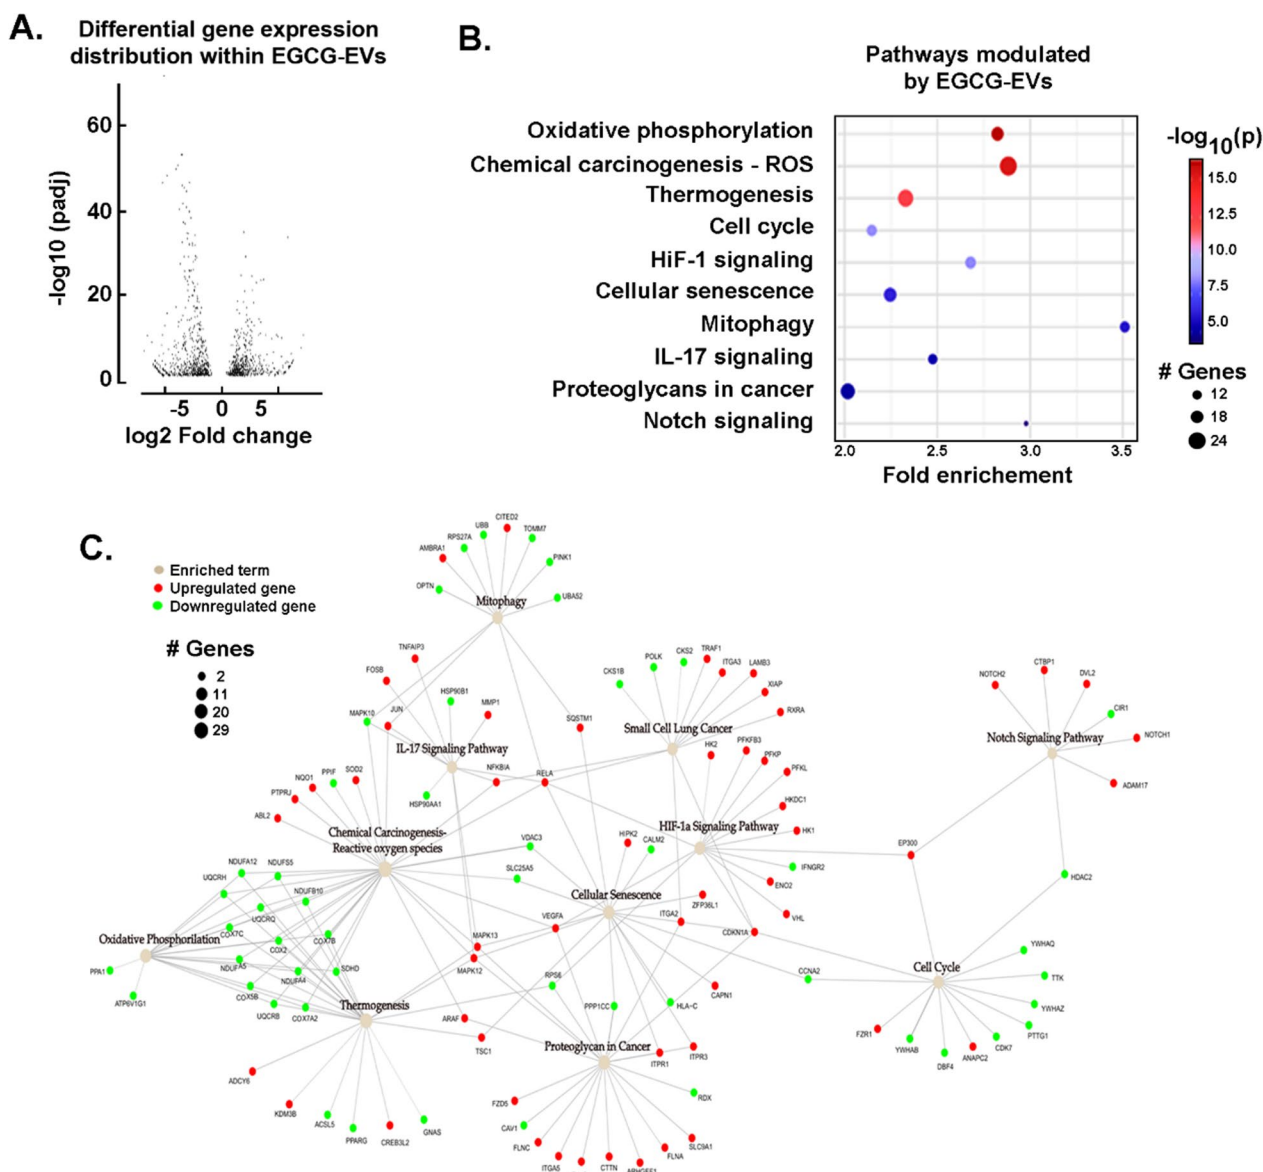 A.
Differential gene expression
distribution within EGCG-EVs
60
40
20
0
-log10 (padj)
-5 0 5
log2 Fold change
B.
Pathways modulated
by EGCG-EVs
Oxidative phosphorylation
Chemical carcinogenesis - ROS
Thermogenesis
Cell cycle
HiF-1 signaling
Cellular senescence
Mitophagy
IL-17 signaling
Proteoglycans in cancer
Notch signaling
2.0 2.5 3.0 3.5
Fold enrichement
-log10(p)
15.0
12.5
10.0
7.5
5.0
# Genes
12
18
24
C.
Enriched term
Upregulated gene
Downregulated gene
# Genes
2
11
20
29
CITED2
UBB
TOMM7
RPS27A
AMBRA1
PINK1
OPTN
UBA52
Mitophagy
TNFAIP3
FOSB
HSP90B1
MMP1
MAPK10
JUN
SQSTM1
IL-17 Signaling Pathway
NFKBIA
RELA
HSP90AA1
CKS1B
POLK
CKS2
TRAF1
ITGA3
LAMB3
XIAP
RXRA
Small Cell Lung Cancer
HK2
PFKFB3
PFKP
PFKL
HKDC1
HK1
HIF-1a Signaling Pathway
IFNGR2
ENO2
VHL
NOTCH2
CTBP1
DVL2
CIR1
NOTCH1
Notch Signaling Pathway
ADAM17
EP300
HDAC2
SOD2
PPIF
NQO1
PTPRJ
ABL2
Chemical Carcinogenesis-
Reactive oxygen species
VDAC3
SLC25A5
HIPK2
CALM2
Cellular Senescence
ZFP36L1
ITGA2
CDKN1A
VEGFA
MAPK13
MAPK12
NDUFA12
NDUFS5
UQCRH
NDUFB10
UQCRQ
COX7C
COX7B
COX2
Oxidative Phosphorilation
NDUFA5
NDUFA4
SDHD
PPA1
ATP6V1G1
COX5B
UQCRB
COX7A2
Thermogenesis
RPS6
PPP1CC
HLA-C
CAPN1
CCNA2
ARAF
TSC1
Proteoglycan in Cancer
ITPR1
ITPR3
ADCY6
KDM3B
ACSL5
PPARG
CREB3L2
GNAS
FZD5
CAV1
FLNC
ITGA5
CTTN
ARHGEF1
FLNA
SLC9A1
RDX
Cell Cycle
YWHAQ
TTK
YWHAZ
PTTG1
CDK7
ANAPC2
DBF4
YWHAB
FZR1